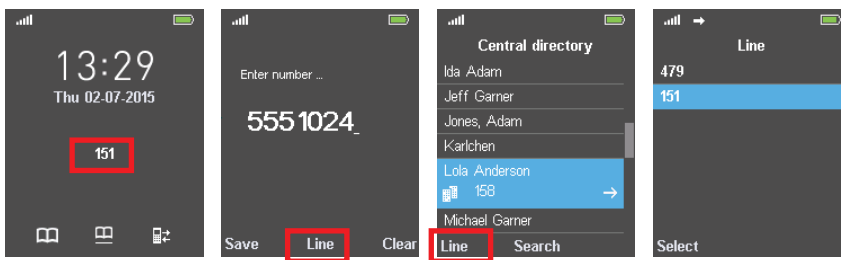 13:29
Thu 02-07-2015
151
Enter number ...
5551024_
Save Line Clear
Central directory
Ida Adam
Jeff Garner
Jones, Adam
Karlchen
Lola Anderson
158
Michael Garner
Line Search
Line
479
151
Select